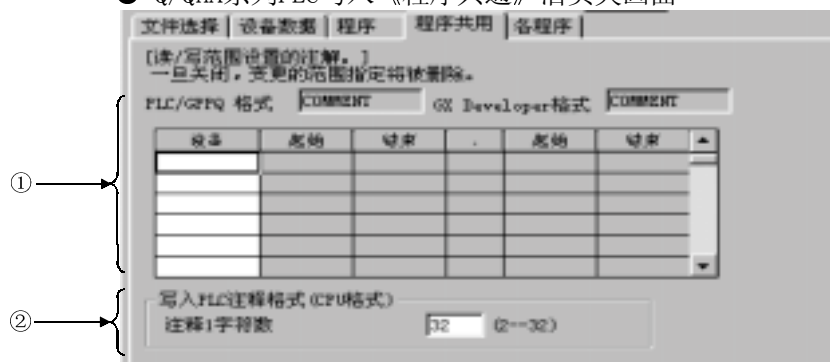 ● Q/QnA系列PLC写入《程序共通》活页夹画面
文件选择 设备数据 程序 程序共用 各程序
[读/写范围设置的注解。]
一旦关闭，变更的范围指定将被删除。
PLC/GPPQ 格式 COMMENT GX Developer格式 COMMENT
设备 起始 结束 . 起始 结束
①
写入PLC注释格式(CPU格式)
②
注释1字符数 32 (2--32)